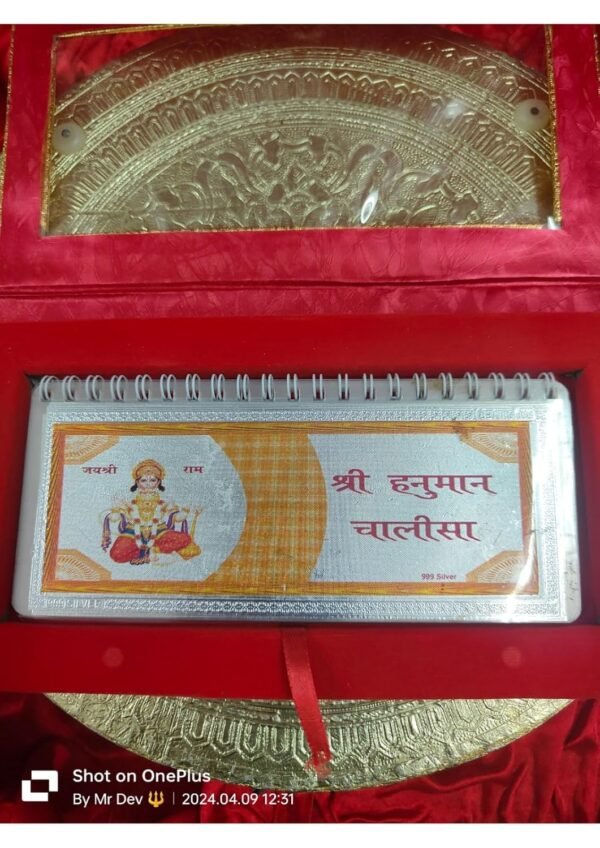 जयश्री राम
श्री हनुमान
चालीसा
999 Silver
Shot on OnePlus
By Mr Dev 🔱 | 2024.04.09 12:31